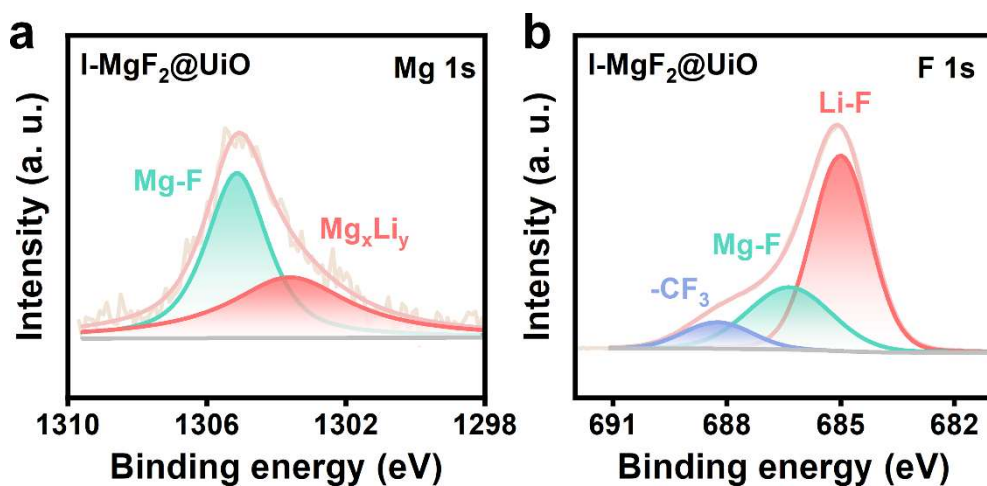 a
I-MgF₂@UiO
Mg 1s
Mg-F
MgₓLiᵧ
Intensity (a. u.)
1310 1306 1302 1298
Binding energy (eV)
b
I-MgF₂@UiO
F 1s
Li-F
Mg-F
-CF₃
Intensity (a. u.)
691 688 685 682
Binding energy (eV)